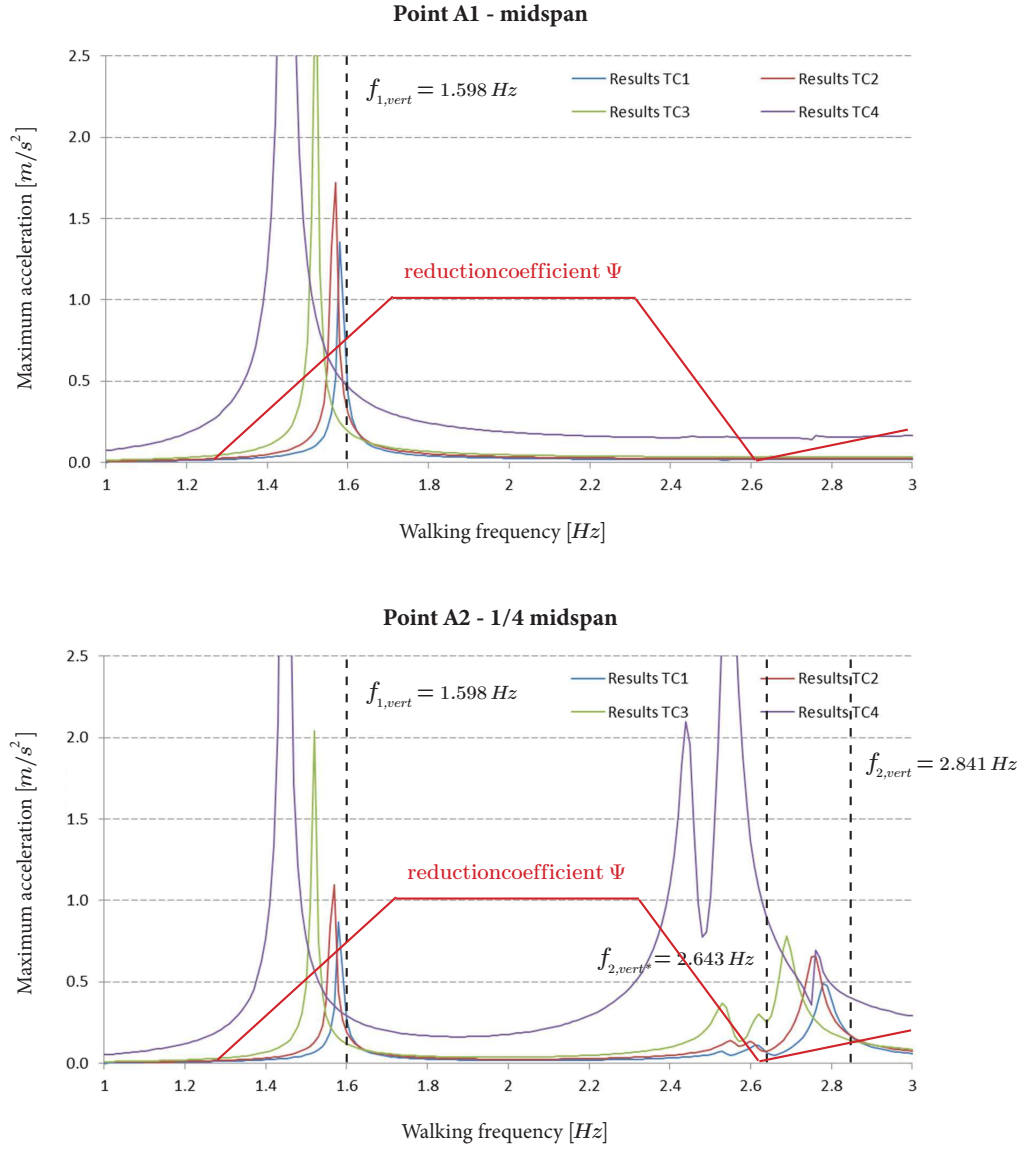 Point A1 - midspan
2.5
2.0
1.5
1.0
0.5
0.0
Maximum acceleration [m/s²]
f1,vert = 1.598 Hz
Results TC1
Results TC2
Results TC3
Results TC4
reductioncoefficient Ψ
1 1.2 1.4 1.6 1.8 2 2.2 2.4 2.6 2.8 3
Walking frequency [Hz]
Point A2 - 1/4 midspan
2.5
2.0
1.5
1.0
0.5
0.0
Maximum acceleration [m/s²]
f1,vert = 1.598 Hz
Results TC1
Results TC2
Results TC3
Results TC4
f2,vert = 2.841 Hz
reductioncoefficient Ψ
f2,vert* = 2.643 Hz
1 1.2 1.4 1.6 1.8 2 2.2 2.4 2.6 2.8 3
Walking frequency [Hz]